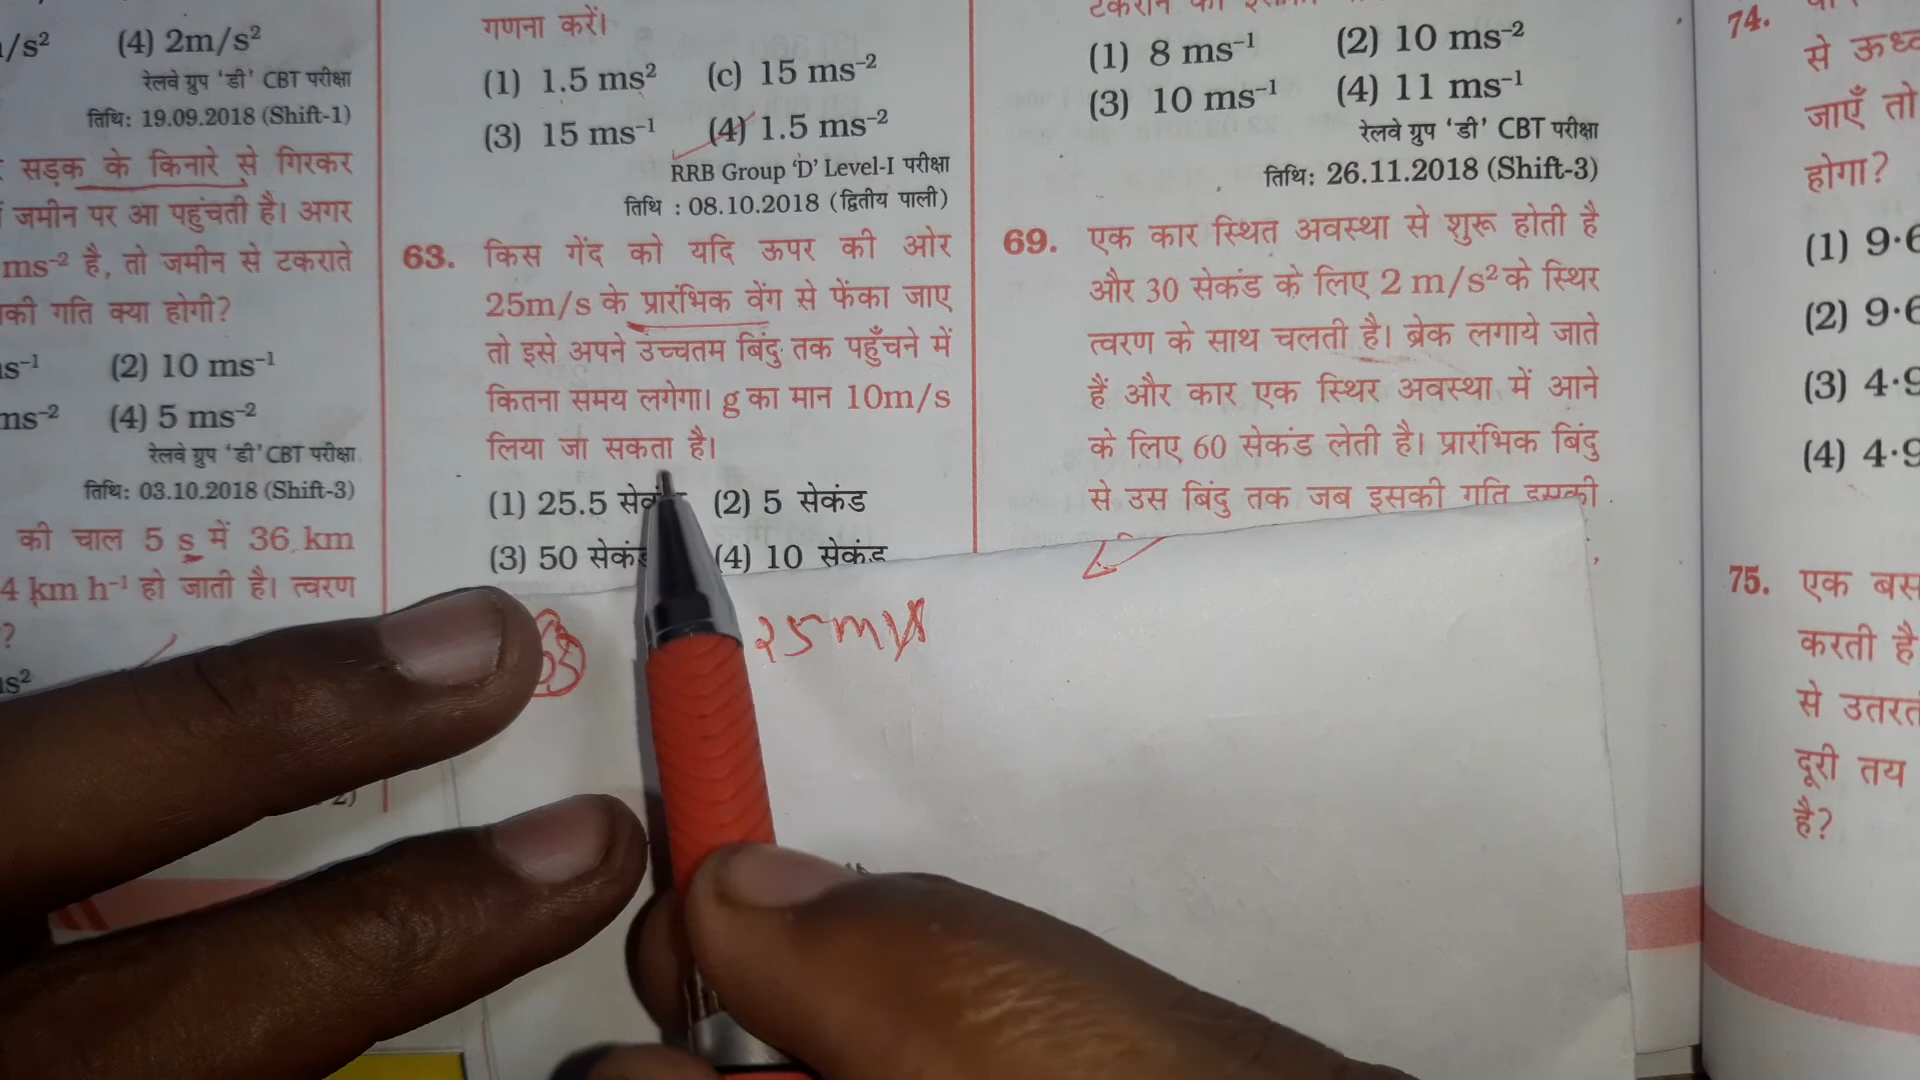 /s²
(4) 2m/s²
रेलवे ग्रुप 'डी' CBT परीक्षा
तिथि: 19.09.2018 (Shift-1)
सड़क के किनारे से गिरकर
जमीन पर आ पहुंचती है। अगर
ms⁻² है, तो जमीन से टकराते
की गति क्या होगी?
s⁻¹ (2) 10 ms⁻¹
ms⁻² (4) 5 ms⁻²
रेलवे ग्रुप 'डी' CBT परीक्षा
तिथि: 03.10.2018 (Shift-3)
की चाल 5 s में 36 km
4 km h⁻¹ हो जाती है। त्वरण
?
s²
गणना करें।
(1) 1.5 ms² (c) 15 ms⁻²
(3) 15 ms⁻¹ (4) 1.5 ms⁻²
RRB Group 'D' Level-I परीक्षा
तिथि : 08.10.2018 (द्वितीय पाली)
63. किस गेंद को यदि ऊपर की ओर
25m/s के प्रारंभिक वेंग से फेंका जाए
तो इसे अपने उच्चतम बिंदु तक पहुँचने में
कितना समय लगेगा। g का मान 10m/s
लिया जा सकता है।
(1) 25.5 (2) 5 सेकंड
(3) 50 सेकंड (4) 10 सेकंड
25m/s
(1) 8 ms⁻¹ (2) 10 ms⁻²
(3) 10 ms⁻¹ (4) 11 ms⁻¹
रेलवे ग्रुप 'डी' CBT परीक्षा
तिथि: 26.11.2018 (Shift-3)
69. एक कार स्थित अवस्था से शुरू होती है
और 30 सेकंड के लिए 2 m/s² के स्थिर
त्वरण के साथ चलती है। ब्रेक लगाये जाते
हैं और कार एक स्थिर अवस्था में आने
के लिए 60 सेकंड लेती है। प्रारंभिक बिंदु
से उस बिंदु तक जब इसकी गति इसकी
74.
से
जाएँ तो
होगा?
(1) 9·6
(2) 9·6
(3) 4·9
(4) 4·9
75. एक बस
करती है
से
दूरी तय
है?